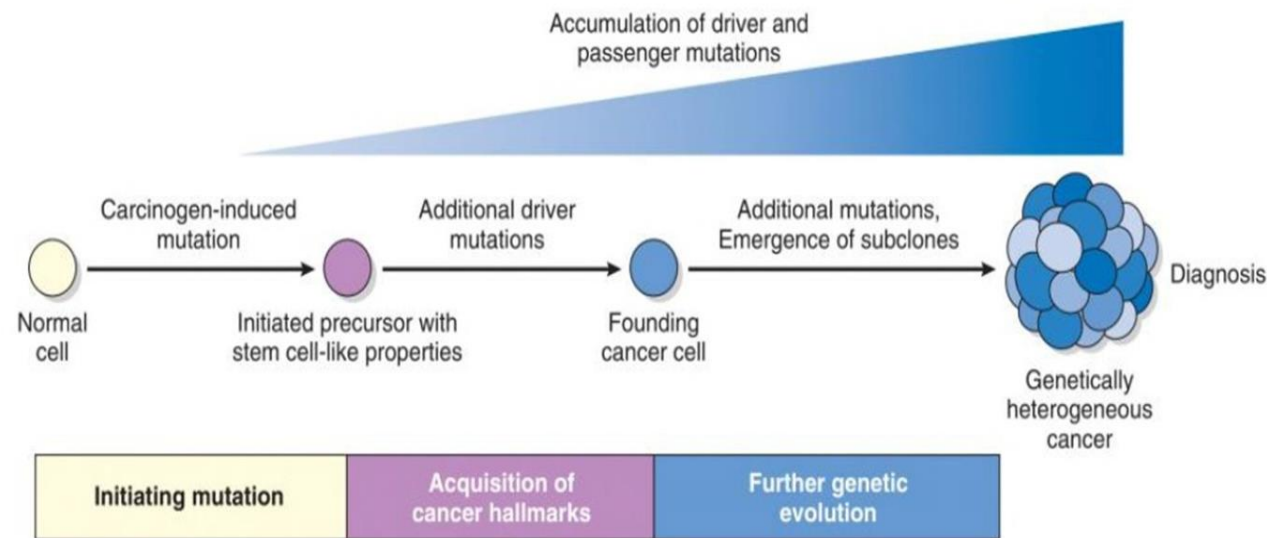 Accumulation of driver and
passenger mutations
Carcinogen-induced
mutation
Additional driver
mutations
Additional mutations,
Emergence of subclones
Diagnosis
Normal
cell
Initiated precursor with
stem cell-like properties
Founding
cancer cell
Genetically
heterogeneous
cancer
Initiating mutation
Acquisition of
cancer hallmarks
Further genetic
evolution